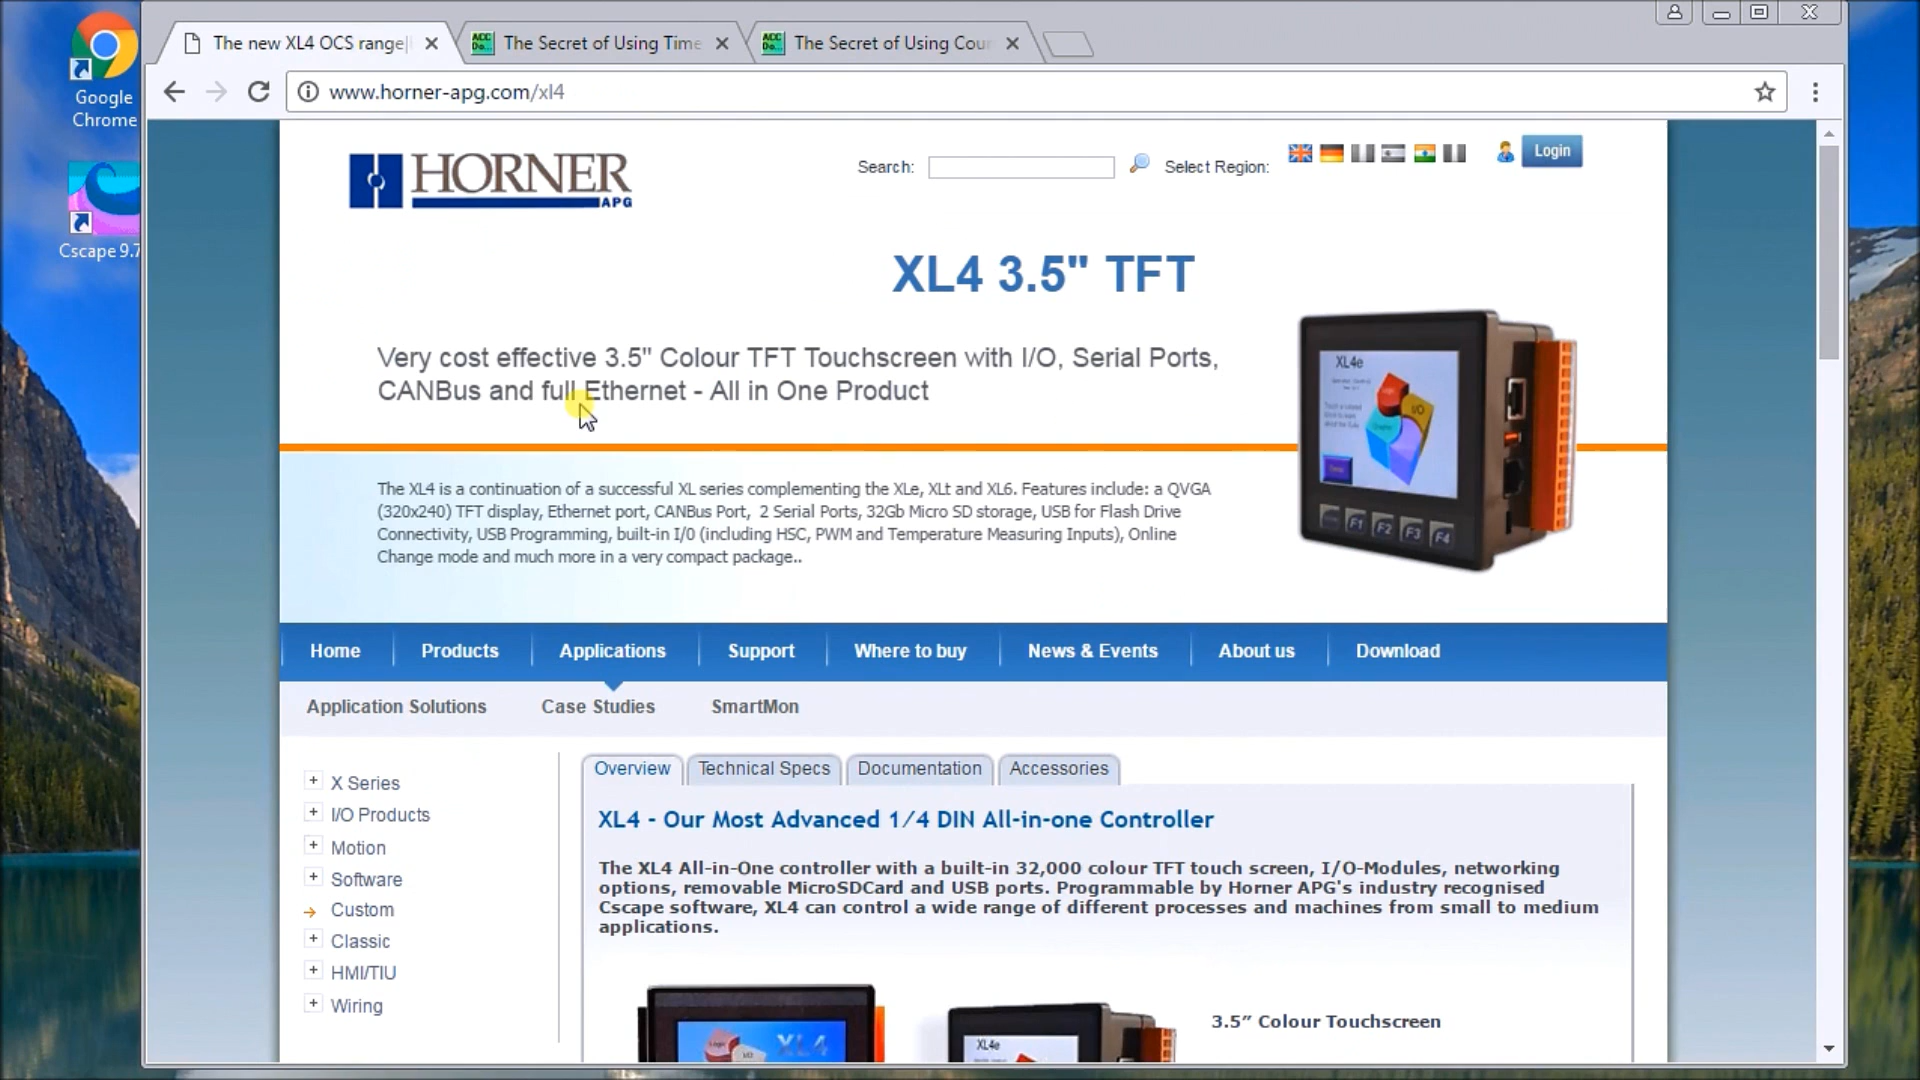 The new XL4 OCS range|
The Secret of Using Time
The Secret of Using Cour
www.horner-apg.com/xl4
Google
Chrome
Cscape 9.7
HORNER
APG
Search:
Select Region:
Login
XL4 3.5" TFT
Very cost effective 3.5" Colour TFT Touchscreen with I/O, Serial Ports,
CANBus and full Ethernet - All in One Product
XL4e
I/O
F1 F2 F3 F4
The XL4 is a continuation of a successful XL series complementing the XLe, XLt and XL6. Features include: a QVGA
(320x240) TFT display, Ethernet port, CANBus Port, 2 Serial Ports, 32Gb Micro SD storage, USB for Flash Drive
Connectivity, USB Programming, built-in I/0 (including HSC, PWM and Temperature Measuring Inputs), Online
Change mode and much more in a very compact package..
Home Products Applications Support Where to buy News & Events About us Download
Application Solutions Case Studies SmartMon
X Series
I/O Products
Motion
Software
Custom
Classic
HMI/TIU
Wiring
Overview Technical Specs Documentation Accessories
XL4 - Our Most Advanced 1/4 DIN All-in-one Controller
The XL4 All-in-One controller with a built-in 32,000 colour TFT touch screen, I/O-Modules, networking
options, removable MicroSDCard and USB ports. Programmable by Horner APG's industry recognised
Cscape software, XL4 can control a wide range of different processes and machines from small to medium
applications.
XL4
XL4e
3.5” Colour Touchscreen